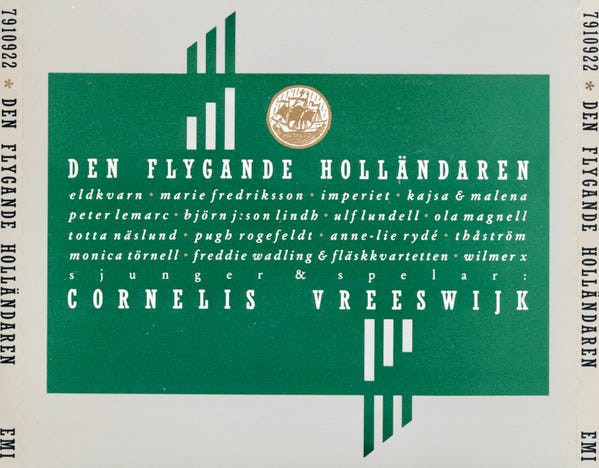 7910922 * DEN FLYGANDE HOLLÄNDAREN EMI
DEN FLYGANDE HOLLÄNDAREN
eldkvarn · marie fredriksson · imperiet · kajsa & malena
peter lemarc · björn j:son lindh · ulf lundell · ola magnell
totta näslund · pugh rogefeldt · anne-lie rydé · thåström
monica törnell · freddie wadling & fläskkvartetten · wilmer x
sjunger & spelar:
CORNELIS VREESWIJK
7910922 * DEN FLYGANDE HOLLÄNDAREN EMI